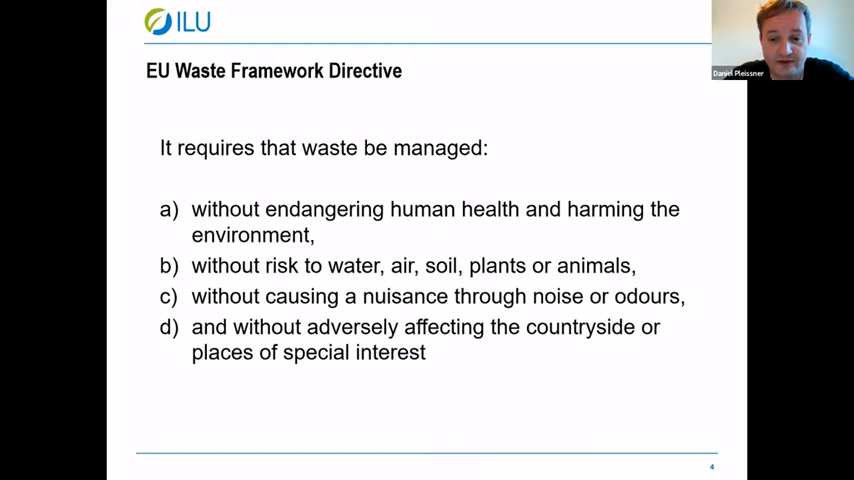 ILU
Daniel Pleissner
EU Waste Framework Directive
It requires that waste be managed:
a) without endangering human health and harming the
environment,
b) without risk to water, air, soil, plants or animals,
c) without causing a nuisance through noise or odours,
d) and without adversely affecting the countryside or
places of special interest
4